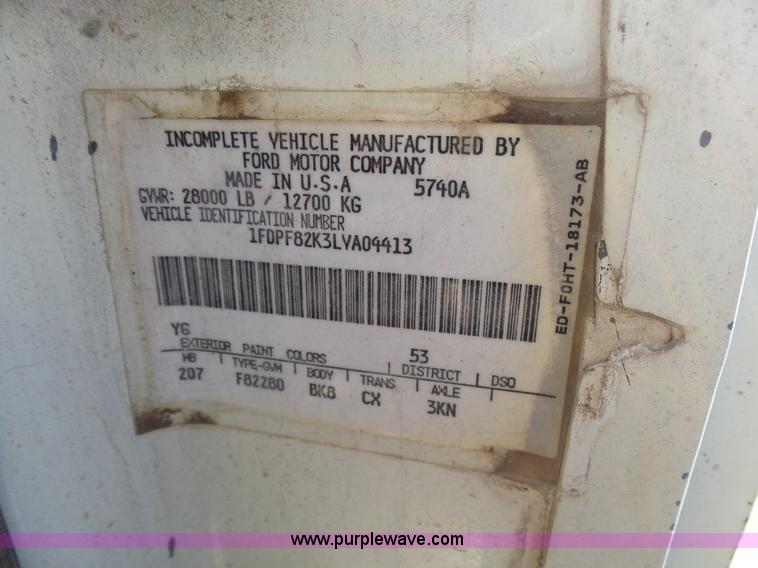 INCOMPLETE VEHICLE MANUFACTURED BY
FORD MOTOR COMPANY
MADE IN U.S.A 5740A
GVWR: 28000 LB / 12700 KG
VEHICLE IDENTIFICATION NUMBER
1FDPF82K3LVA04413
YG
EXTERIOR PAINT COLORS 53
WB TYPE-GVW BODY TRANS AXLE DISTRICT DSO
207 F82280 BK8 CX 3KN
ED-F0HT-18173-AB
www.purplewave.com